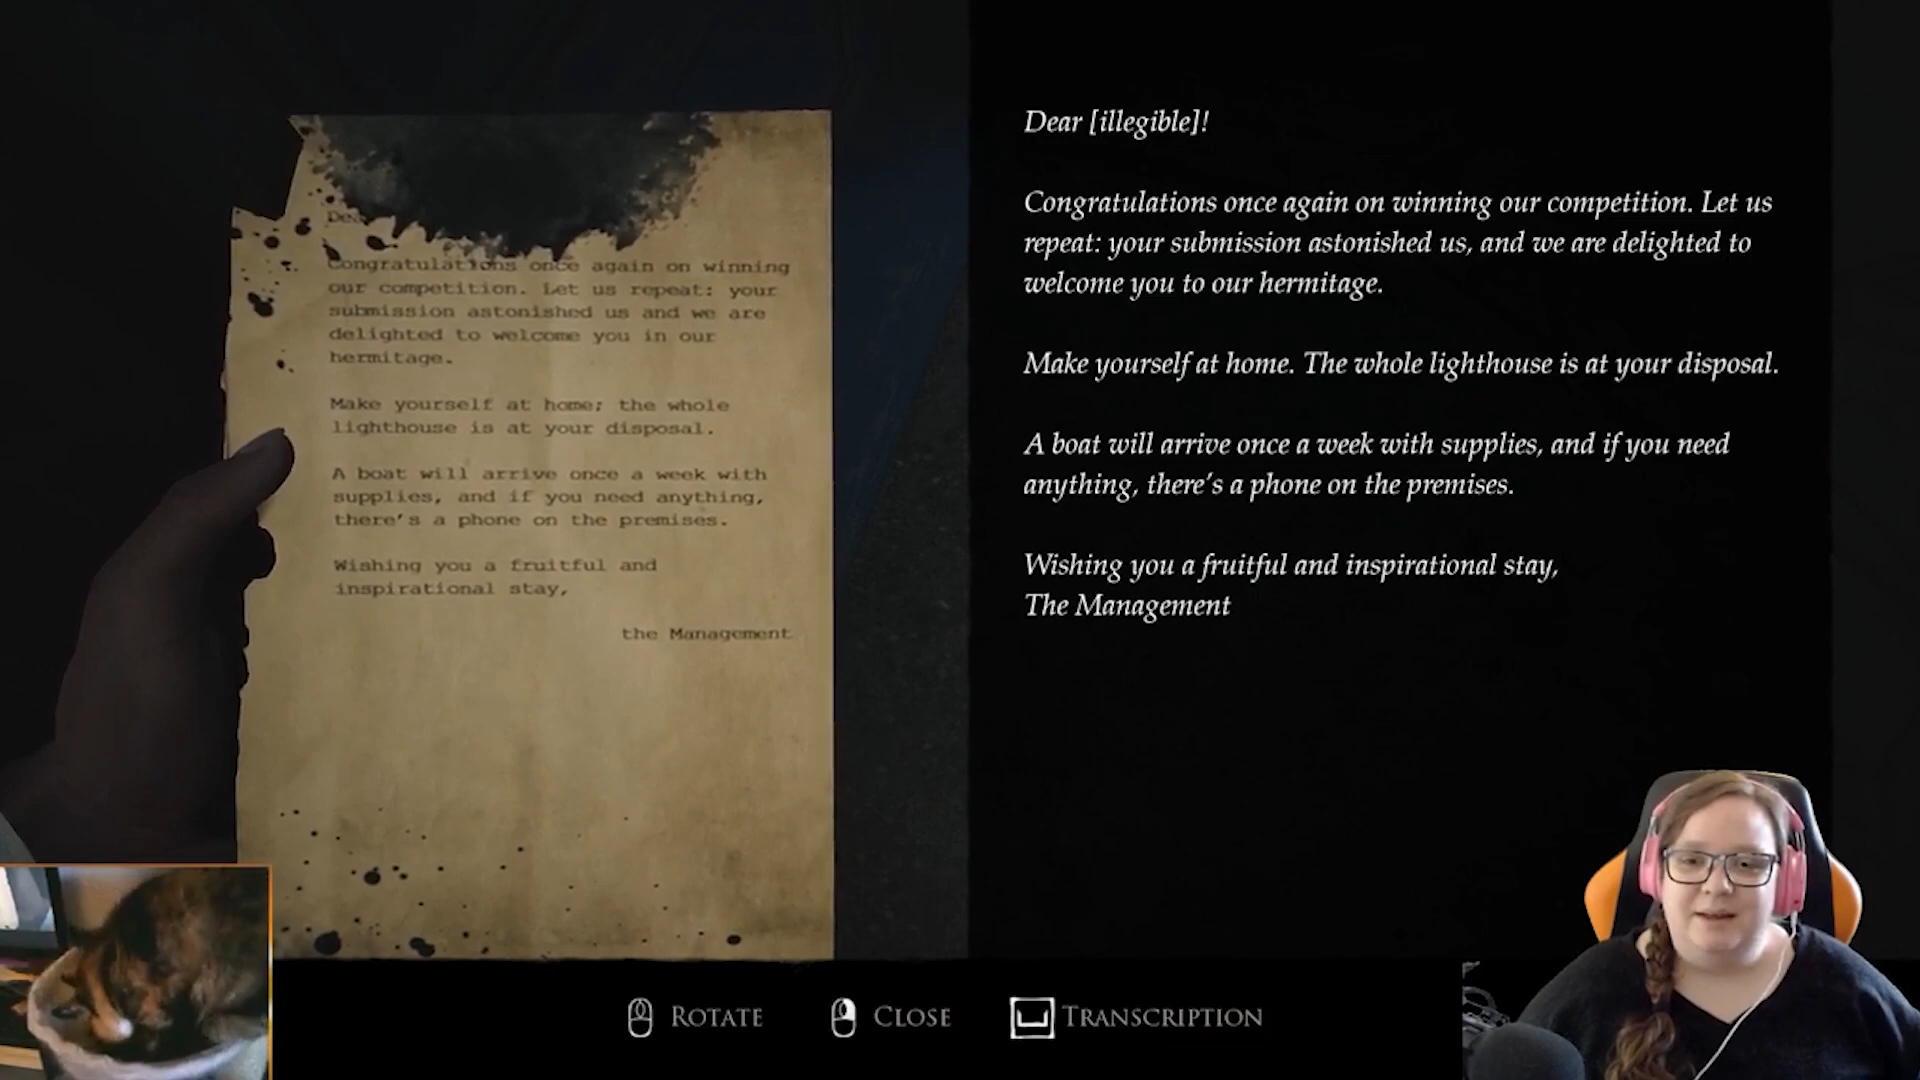 De
Congratulations once again on winning
our competition. Let us repeat: your
submission astonished us and we are
delighted to welcome you in our
hermitage.
Make yourself at home; the whole
lighthouse is at your disposal.
A boat will arrive once a week with
supplies, and if you need anything,
there's a phone on the premises.
Wishing you a fruitful and
inspirational stay,
the Management
Dear [illegible]!
Congratulations once again on winning our competition. Let us
repeat: your submission astonished us, and we are delighted to
welcome you to our hermitage.
Make yourself at home. The whole lighthouse is at your disposal.
A boat will arrive once a week with supplies, and if you need
anything, there's a phone on the premises.
Wishing you a fruitful and inspirational stay,
The Management
ROTATE CLOSE TRANSCRIPTION